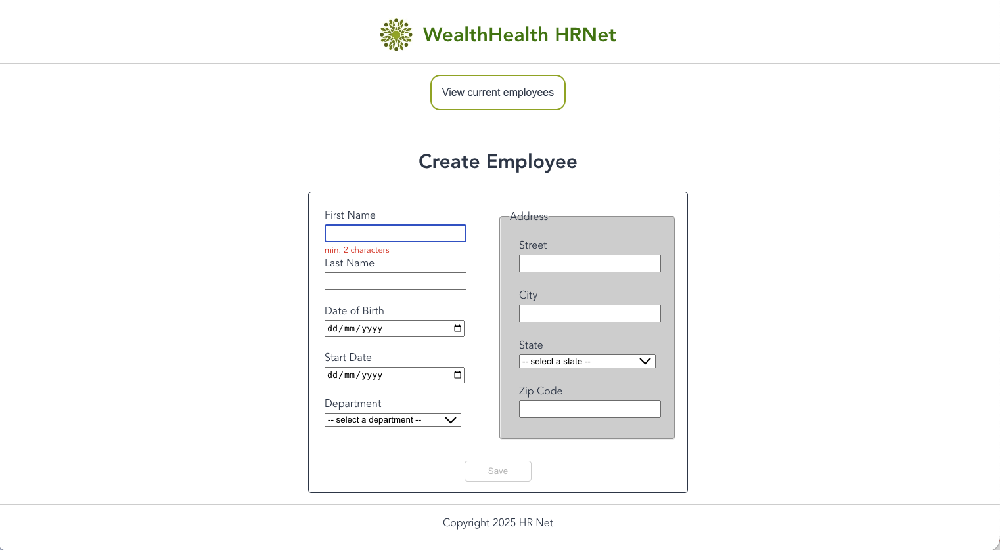 WealthHealth HRNet
View current employees
Create Employee
First Name
min. 2 characters
Last Name
Date of Birth
dd/mm/yyyy
Start Date
dd/mm/yyyy
Department
-- select a department --
Address
Street
City
State
-- select a state --
Zip Code
Save
Copyright 2025 HR Net